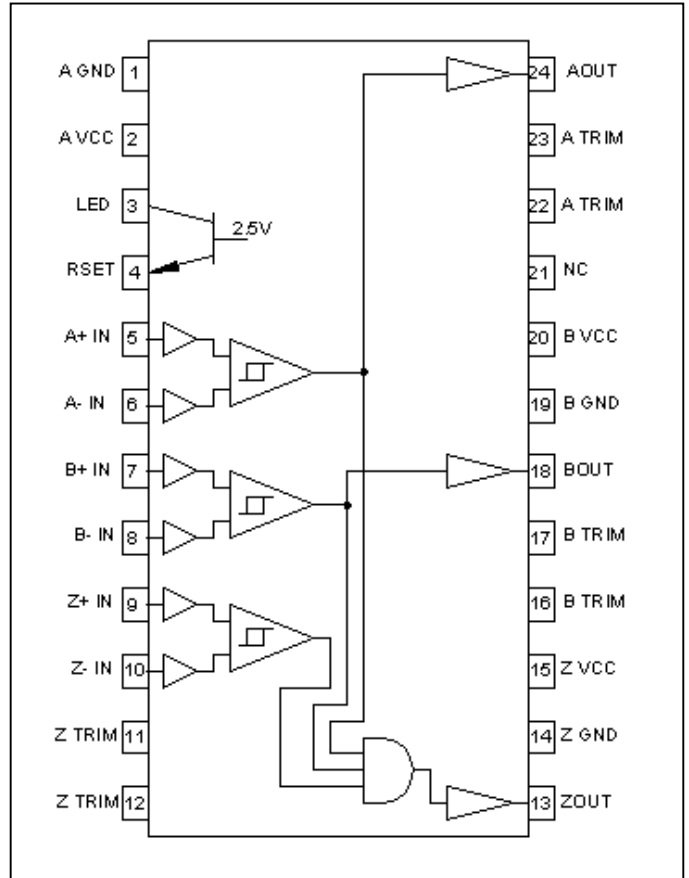 A GND 1
A VCC 2
LED 3
RSET 4
2.5V
A+ IN 5
A- IN 6
B+ IN 7
B- IN 8
Z+ IN 9
Z- IN 10
Z TRIM 11
Z TRIM 12
24 AOUT
23 A TRIM
22 A TRIM
21 NC
20 B VCC
19 B GND
18 BOUT
17 B TRIM
16 B TRIM
15 Z VCC
14 Z GND
13 ZOUT